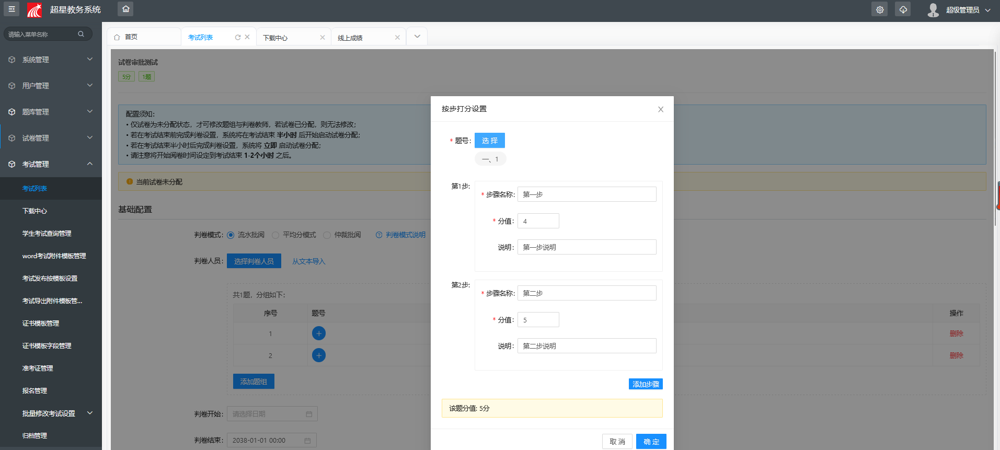 超星教务系统
超级管理员
请输入菜单名称
首页
考试列表
下载中心
线上成绩
系统管理
用户管理
题库管理
试卷管理
考试管理
考试列表
下载中心
学生考试查询管理
word考试附件模板管理
考试发布按模板设置
考试导出附件模板管...
证书模板管理
证书模板字段管理
准考证管理
报名管理
批量修改考试设置
归档管理
试卷审批测试
5分 1题
配置须知：
• 仅试卷为未分配状态，才可修改题组与判卷教师，若试卷已分配，则无法修改；
• 若在考试结束前完成判卷设置，系统将在考试结束 半小时 后开始启动试卷分配；
• 若在考试结束半小时后完成判卷设置，系统将 立即 启动试卷分配；
• 请注意将开始阅卷时间设定到考试结束 1-2个小时 之后。
当前试卷未分配
基础配置
判卷模式： 流水批阅 平均分模式 仲裁批阅 判卷模式说明
判卷人员： 选择判卷人员 从文本导入
共1题，分组如下：
序号 题号 操作
1 删除
2 删除
添加题组
判卷开始： 请选择日期
判卷结束： 2038-01-01 00:00
按步打分设置
* 题号： 选 择
一、1
第1步:
* 步骤名称： 第一步
* 分值： 4
说明： 第一步说明
第2步:
* 步骤名称： 第二步
* 分值： 5
说明： 第二步说明
添加步骤
该题分值: 5分
取 消 确 定